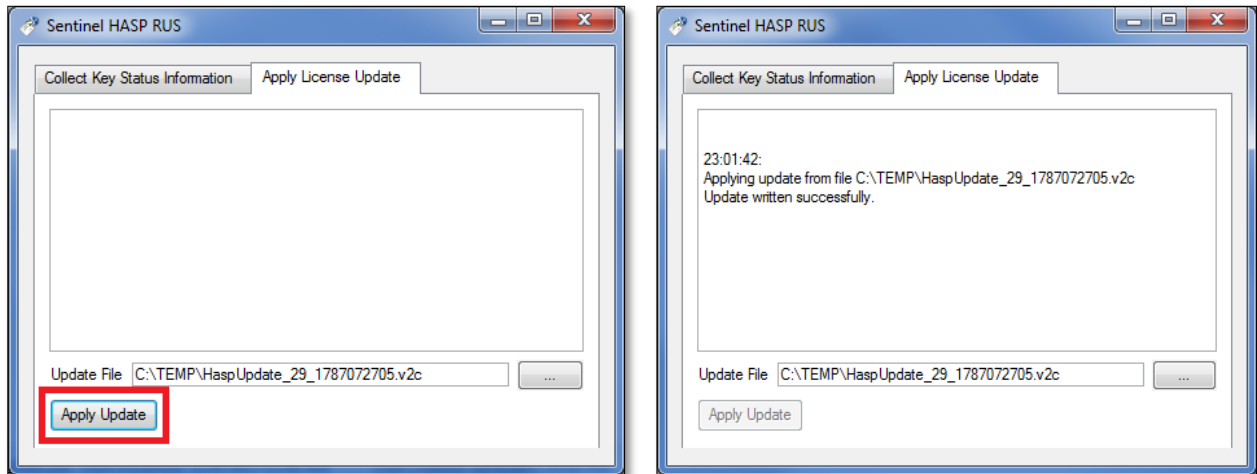 Sentinel HASP RUS
Collect Key Status Information
Apply License Update
Update File
C:\TEMP\HaspUpdate_29_1787072705.v2c
...
Apply Update
Sentinel HASP RUS
Collect Key Status Information
Apply License Update
23:01:42:
Applying update from file C:\TEMP\HaspUpdate_29_1787072705.v2c
Update written successfully.
Update File
C:\TEMP\HaspUpdate_29_1787072705.v2c
...
Apply Update